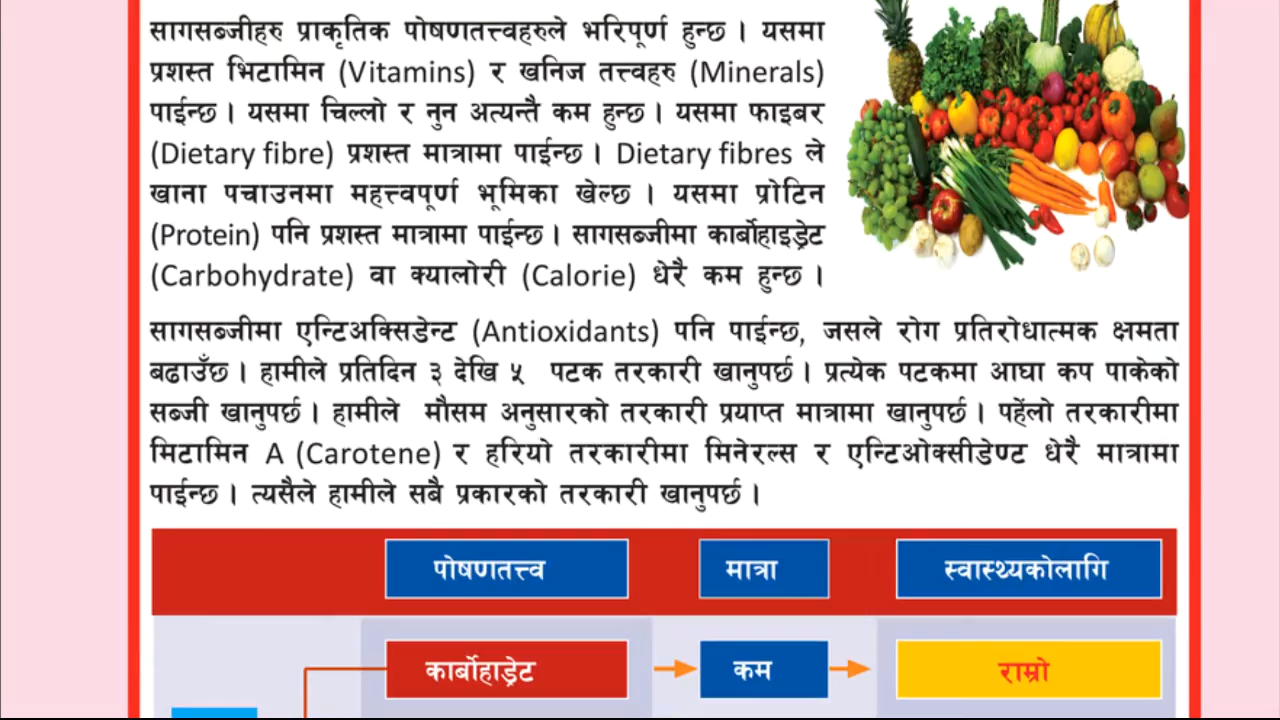 सागसब्जीहरु प्राकृतिक पोषणतत्त्वहरुले भरिपूर्ण हुन्छ । यसमा
प्रशस्त भिटामिन (Vitamins) र खनिज तत्त्वहरु (Minerals)
पाईन्छ । यसमा चिल्लो र नुन अत्यन्तै कम हुन्छ । यसमा फाइबर
(Dietary fibre) प्रशस्त मात्रामा पाईन्छ । Dietary fibres ले
खाना पचाउनमा महत्त्वपूर्ण भूमिका खेल्छ । यसमा प्रोटिन
(Protein) पनि प्रशस्त मात्रामा पाईन्छ । सागसब्जीमा कार्बोहाइड्रेट
(Carbohydrate) वा क्यालोरी (Calorie) धेरै कम हुन्छ ।
सागसब्जीमा एन्टिअक्सिडेन्ट (Antioxidants) पनि पाईन्छ, जसले रोग प्रतिरोधात्मक क्षमता
बढाउँछ । हामीले प्रतिदिन ३ देखि ५ पटक तरकारी खानुपर्छ । प्रत्येक पटकमा आघा कप पाकेको
सब्जी खानुपर्छ । हामीले मौसम अनुसारको तरकारी प्रयाप्त मात्रामा खानुपर्छ । पहेंलो तरकारीमा
मिटामिन A (Carotene) र हरियो तरकारीमा मिनेरल्स र एन्टिओक्सीडेण्ट धेरै मात्रामा
पाईन्छ । त्यसैले हामीले सबै प्रकारको तरकारी खानुपर्छ ।
पोषणतत्त्व मात्रा स्वास्थ्यकोलागि
कार्बोहाड्रेट कम राम्रो